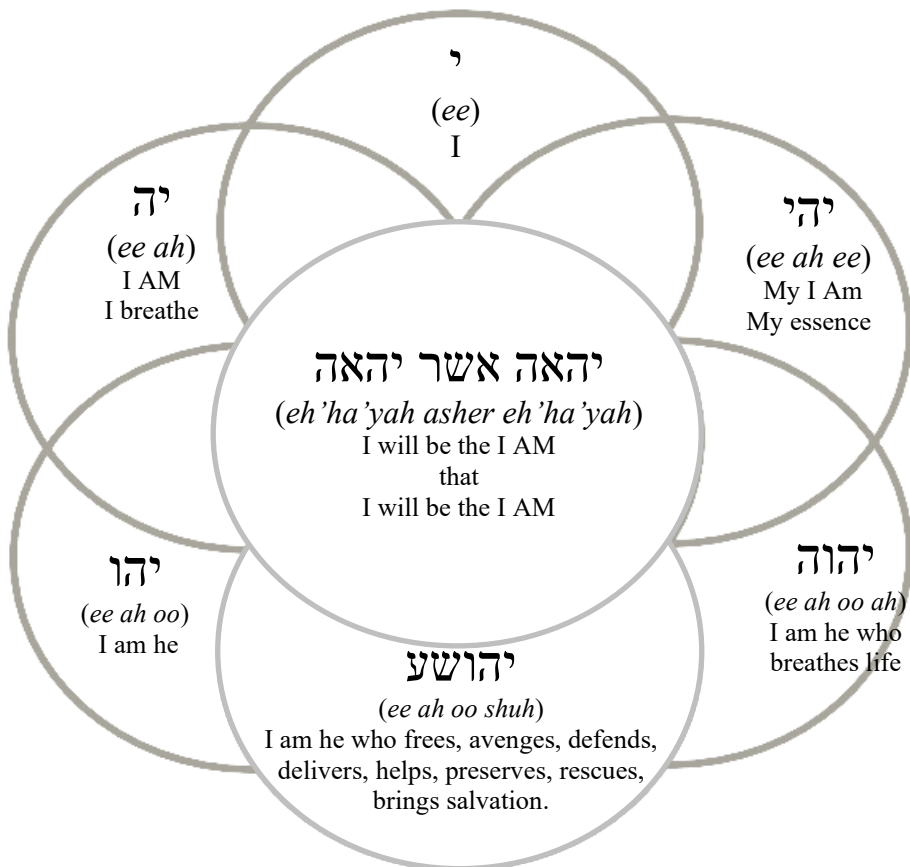 י
(ee)
I
יה
(ee ah)
I AM
I breathe
יהי
(ee ah ee)
My I Am
My essence
יהאה אשר יהאה
(eh’ha’yah asher eh’ha’yah)
I will be the I AM
that
I will be the I AM
יהו
(ee ah oo)
I am he
יהוה
(ee ah oo ah)
I am he who
breathes life
יהושע
(ee ah oo shuh)
I am he who frees, avenges, defends,
delivers, helps, preserves, rescues,
brings salvation.